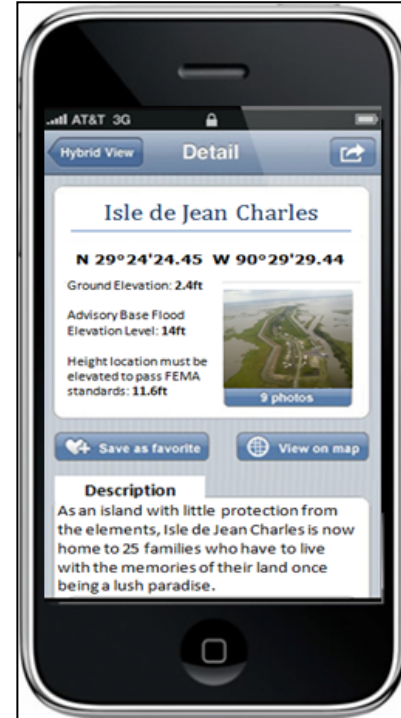 AT&T 3G
Hybrid View
Detail
Isle de Jean Charles
N 29°24'24.45 W 90°29'29.44
Ground Elevation: 2.4ft
Advisory Base Flood
Elevation Level: 14ft
Height location must be
elevated to pass FEMA
standards: 11.6ft
9 photos
Save as favorite
View on map
Description
As an island with little protection from
the elements, Isle de Jean Charles is now
home to 25 families who have to live
with the memories of their land once
being a lush paradise.